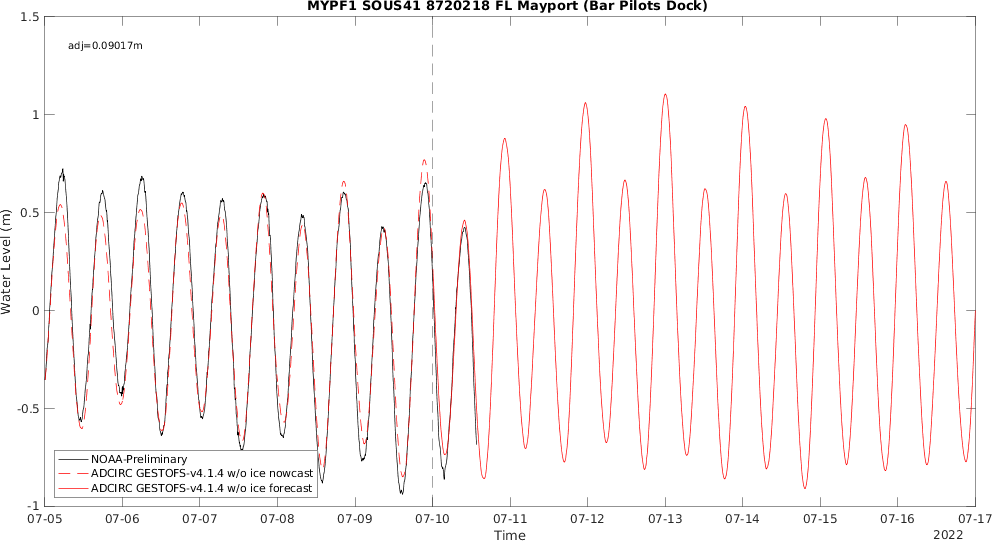 MYPF1 SOUS41 8720218 FL Mayport (Bar Pilots Dock)
adj=0.09017m
1.5
1
0.5
0
-0.5
-1
Water Level (m)
NOAA-Preliminary
ADCIRC GESTOFS-v4.1.4 w/o ice nowcast
ADCIRC GESTOFS-v4.1.4 w/o ice forecast
07-05 07-06 07-07 07-08 07-09 07-10 07-11 07-12 07-13 07-14 07-15 07-16 07-17
Time
2022